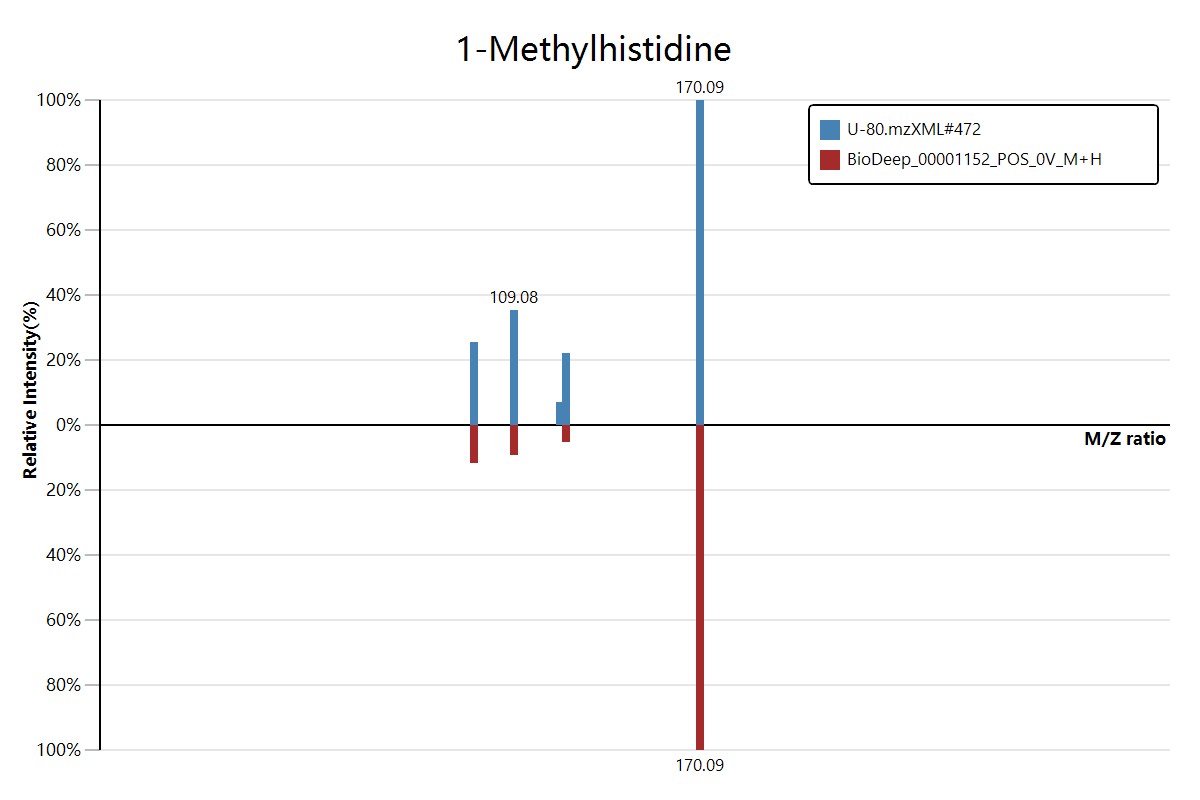 1-Methylhistidine
170.09
100%
U-80.mzXML#472
BioDeep_00001152_POS_0V_M+H
80%
60%
40%
109.08
20%
0%
Relative Intensity(%)
M/Z ratio
20%
40%
60%
80%
100%
170.09